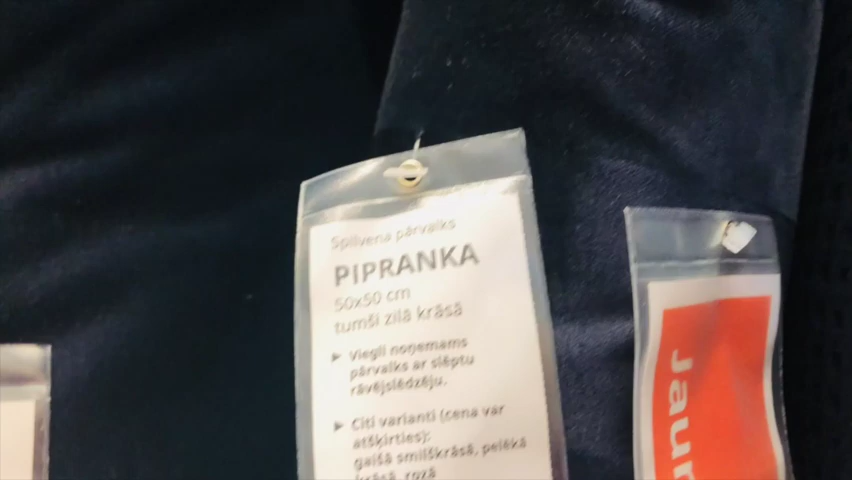 Spilvena pārvalks
PIPRANKA
50x50 cm
tumši zilā krāsā
► Viegli noņemams
pārvalks ar slēptu
rāvējslēdzēju.
► Citi varianti (cena var
atšķirties):
gaišā smilškrāsā, pelēkā
krāsā, rozā
Jaun